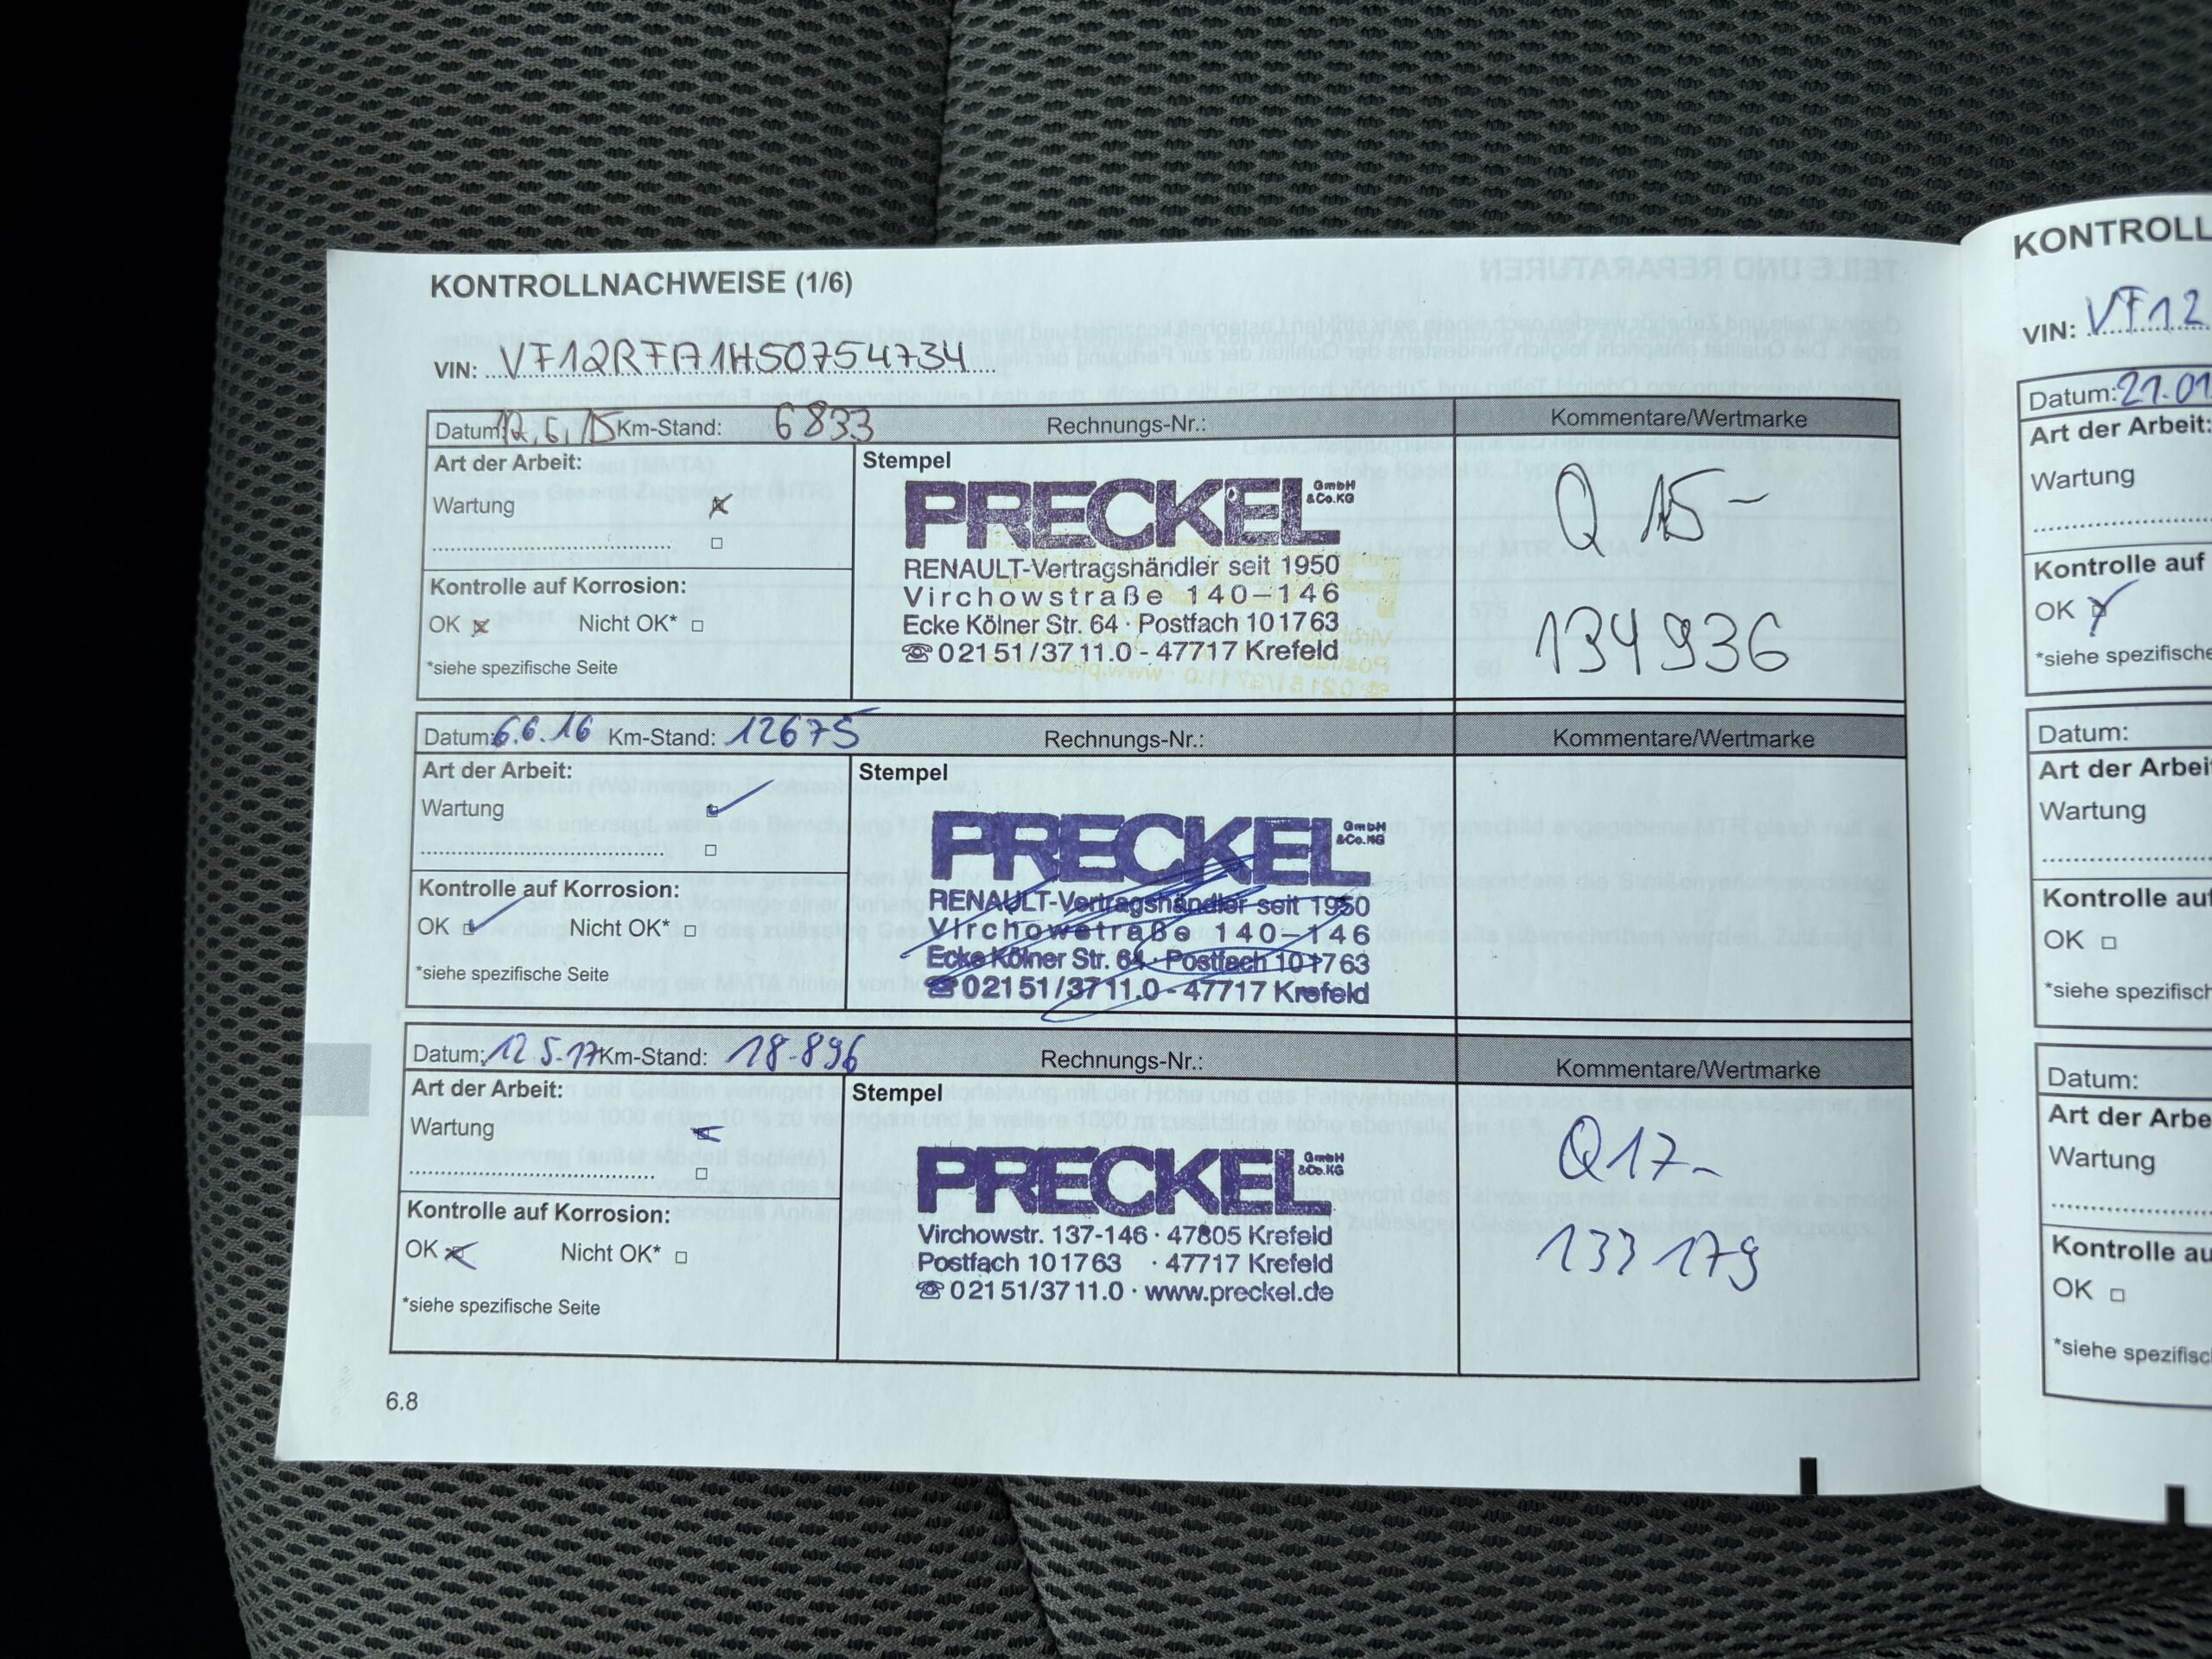 KONTROLLNACHWEISE (1/6)
VIN: VF12RFA1H50754734
Datum: 12.6.15 Km-Stand: 6833 Rechnungs-Nr.: Kommentare/Wertmarke
Art der Arbeit:
Wartung
Kontrolle auf Korrosion:
OK Nicht OK*
*siehe spezifische Seite
Stempel
PRECKEL GmbH &Co.KG
RENAULT-Vertragshändler seit 1950
Virchowstraße 140-146
Ecke Kölner Str. 64 · Postfach 101763
☎ 02151/3711.0 - 47717 Krefeld
Q 15 -
134936
Datum: 6.6.16 Km-Stand: 12675 Rechnungs-Nr.: Kommentare/Wertmarke
Art der Arbeit:
Wartung
Kontrolle auf Korrosion:
OK Nicht OK*
*siehe spezifische Seite
Stempel
PRECKEL GmbH &Co.KG
RENAULT-Vertragshändler seit 1950
Virchowstraße 140-146
Ecke Kölner Str. 64 · Postfach 101763
☎ 02151/3711.0 - 47717 Krefeld
Datum: 12.5.17 Km-Stand: 18.896 Rechnungs-Nr.: Kommentare/Wertmarke
Art der Arbeit:
Wartung
Kontrolle auf Korrosion:
OK Nicht OK*
*siehe spezifische Seite
Stempel
PRECKEL GmbH &Co.KG
Virchowstr. 137-146 · 47805 Krefeld
Postfach 101763 · 47717 Krefeld
☎ 02151/3711.0 · www.preckel.de
Q17-
133179
6.8
KONTROLL
VIN: VF12
Datum: 21.01
Art der Arbeit:
Wartung
Kontrolle auf
OK
*siehe spezifische
Datum:
Art der Arbei
Wartung
Kontrolle auf
OK
*siehe spezifisch
Datum:
Art der Arbe
Wartung
Kontrolle au
OK
*siehe spezifisc